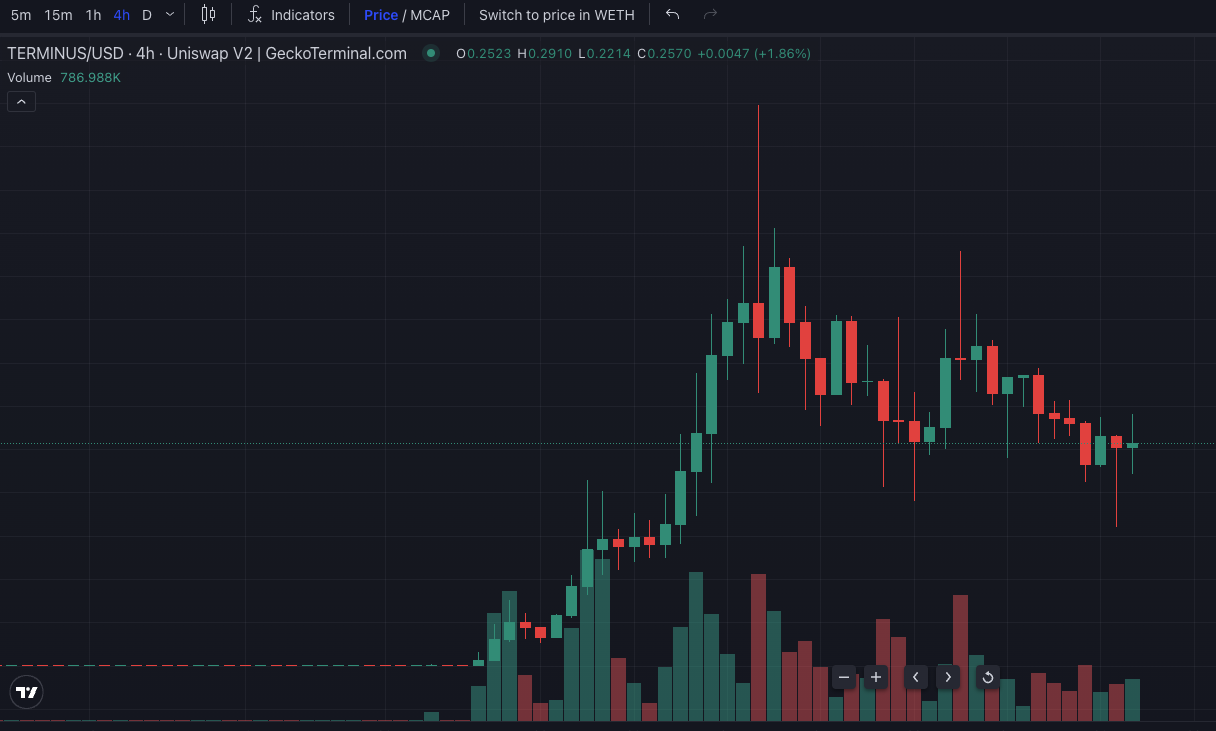 5m 15m 1h 4h D Indicators Price / MCAP Switch to price in WETH
TERMINUS/USD · 4h · Uniswap V2 | GeckoTerminal.com O0.2523 H0.2910 L0.2214 C0.2570 +0.0047 (+1.86%)
Volume 786.988K